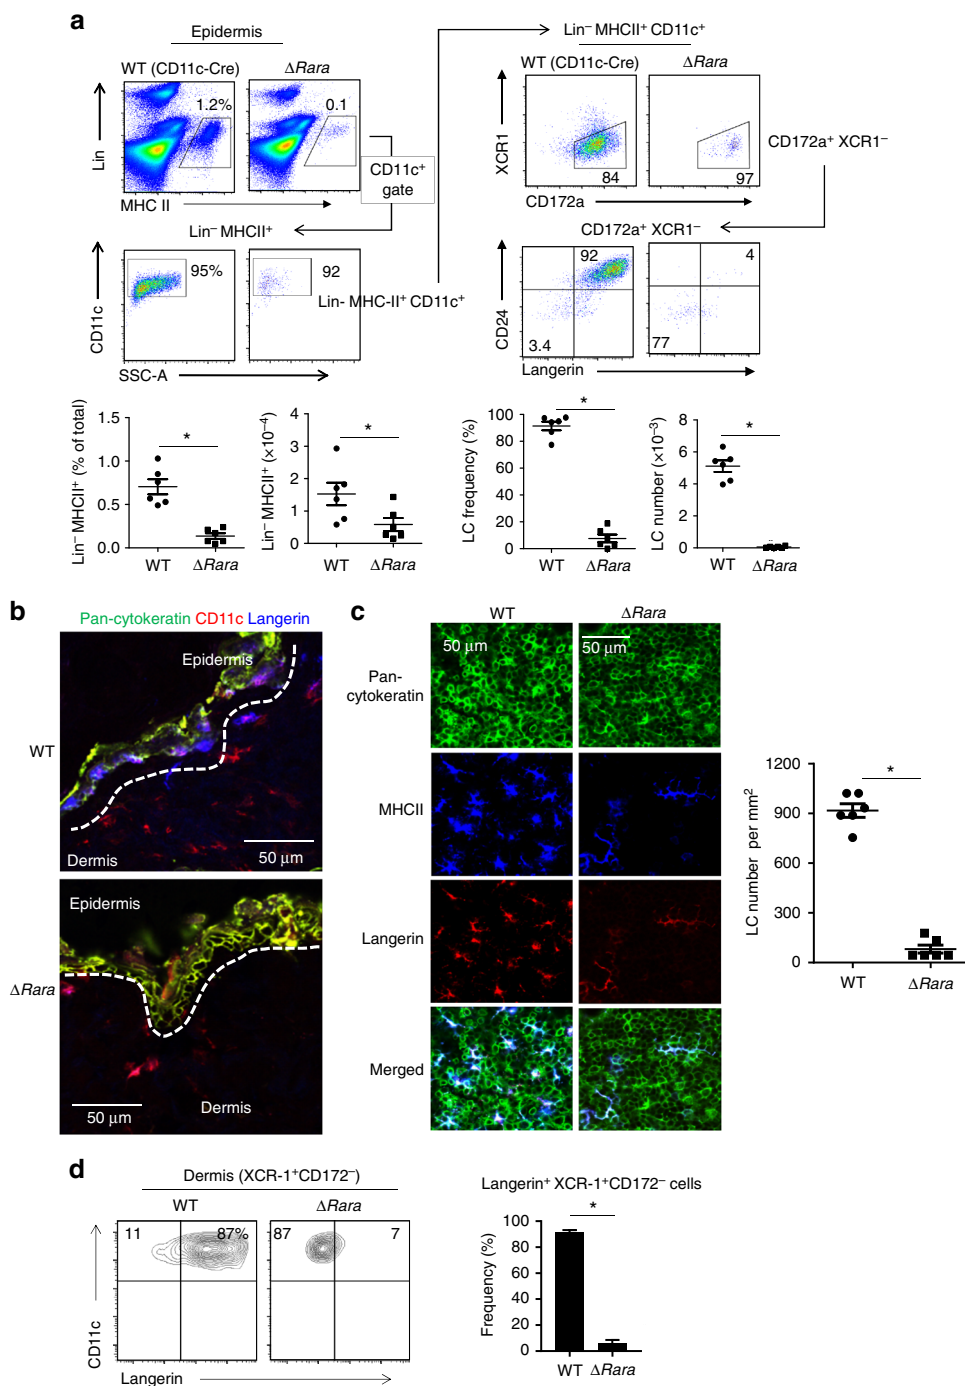 a
Epidermis
WT (CD11c-Cre)
ΔRara
1.2%
0.1
Lin
MHC II
CD11c⁺
gate
Lin⁻ MHCII⁺
95%
92
CD11c
SSC-A
Lin- MHC-II⁺ CD11c⁺
Lin⁻ MHCII⁺ CD11c⁺
WT (CD11c-Cre)
ΔRara
XCR1
84
97
CD172a
CD172a⁺ XCR1⁻
CD172a⁺ XCR1⁻
92
4
3.4
77
CD24
Langerin
Lin⁻ MHCII⁺ (% of total)
1.5
1.0
0.5
0.0
*
WT
ΔRara
Lin⁻ MHCII⁺ (×10⁻⁴)
4
3
2
1
0
*
WT
ΔRara
LC frequency (%)
100
80
60
40
20
0
*
WT
ΔRara
LC number (×10⁻³)
8
6
4
2
0
*
WT
ΔRara
b
Pan-cytokeratin CD11c Langerin
Epidermis
WT
Dermis
50 μm
Epidermis
ΔRara
50 μm
Dermis
c
WT
ΔRara
50 μm
50 μm
Pan-
cytokeratin
MHCII
Langerin
Merged
LC number per mm²
1200
900
600
300
0
*
WT
ΔRara
d
Dermis (XCR-1⁺CD172⁻)
WT
ΔRara
11
87%
87
7
CD11c
Langerin
Langerin⁺ XCR-1⁺CD172⁻ cells
Frequency (%)
100
80
60
40
20
0
*
WT
ΔRara